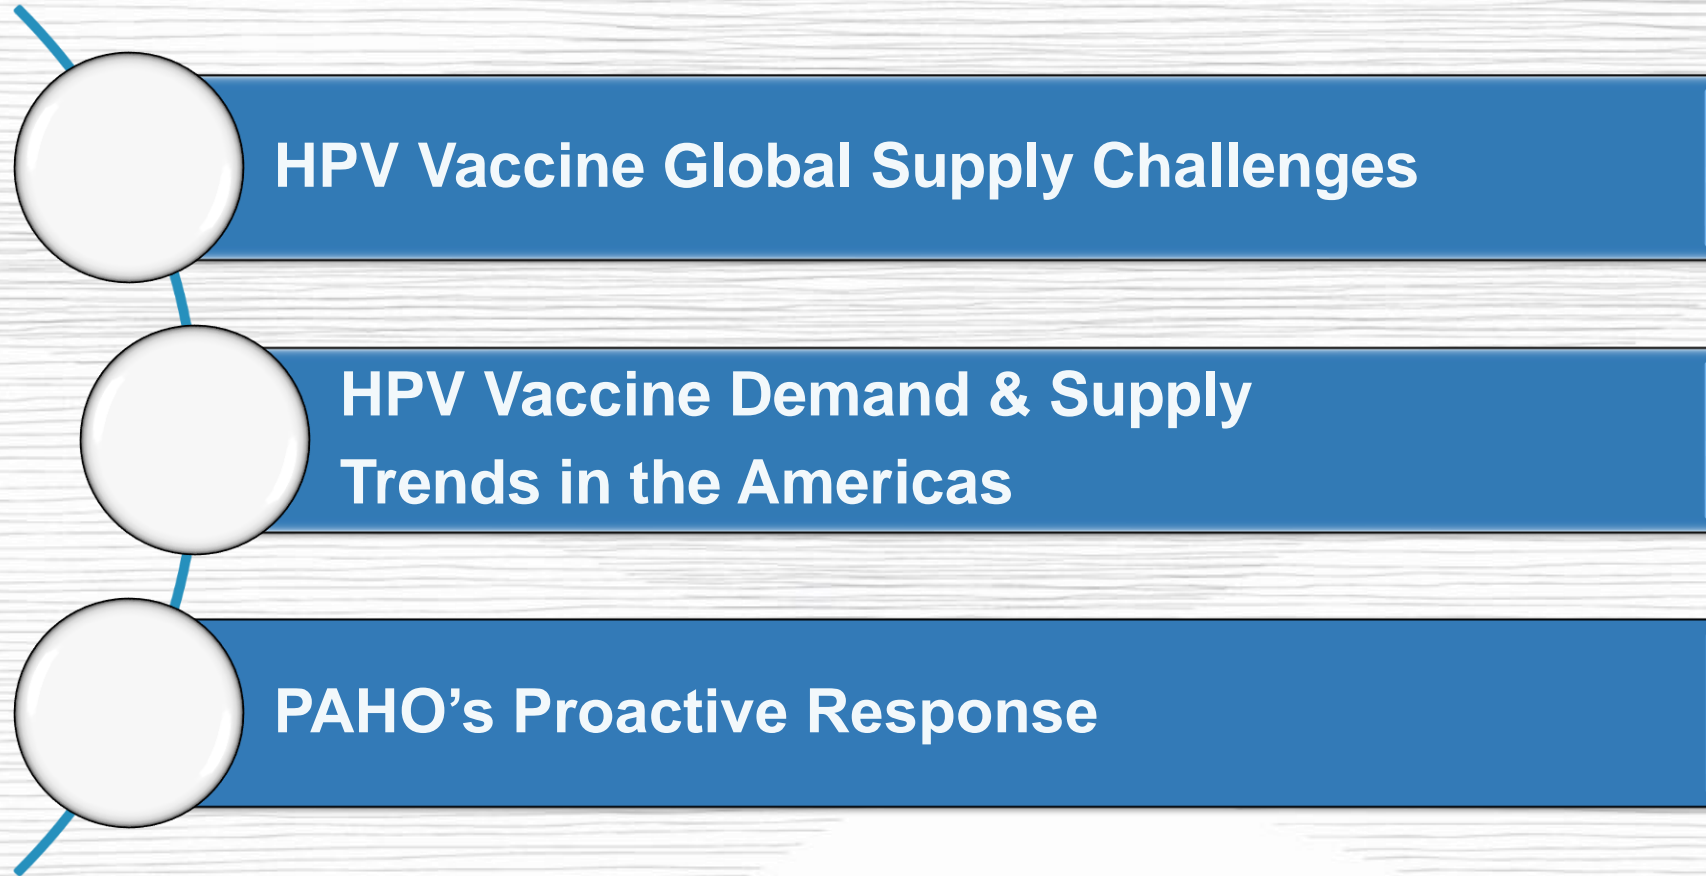 HPV Vaccine Global Supply Challenges
HPV Vaccine Demand & Supply
Trends in the Americas
PAHO’s Proactive Response